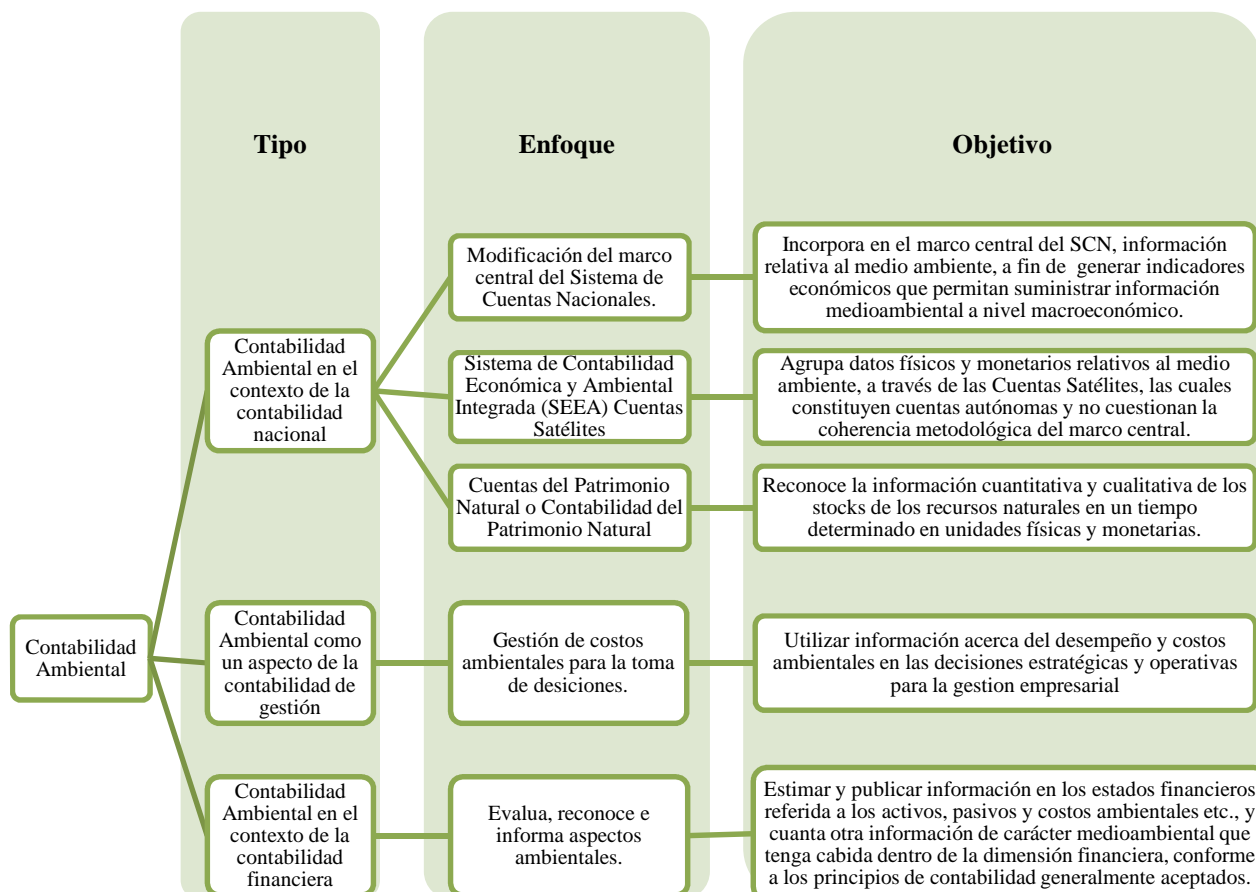 Tipo
Enfoque
Objetivo
Contabilidad
Ambiental
Contabilidad
Ambiental en el
contexto de la
contabilidad
nacional
Modificación del marco
central del Sistema de
Cuentas Nacionales.
Incorpora en el marco central del SCN, información
relativa al medio ambiente, a fin de generar indicadores
económicos que permitan suministrar información
medioambiental a nivel macroeconómico.
Sistema de Contabilidad
Económica y Ambiental
Integrada (SEEA) Cuentas
Satélites
Agrupa datos físicos y monetarios relativos al medio
ambiente, a través de las Cuentas Satélites, las cuales
constituyen cuentas autónomas y no cuestionan la
coherencia metodológica del marco central.
Cuentas del Patrimonio
Natural o Contabilidad del
Patrimonio Natural
Reconoce la información cuantitativa y cualitativa de los
stocks de los recursos naturales en un tiempo
determinado en unidades físicas y monetarias.
Contabilidad
Ambiental como
un aspecto de la
contabilidad de
gestión
Gestión de costos
ambientales para la toma
de desiciones.
Utilizar información acerca del desempeño y costos
ambientales en las decisiones estratégicas y operativas
para la gestion empresarial
Contabilidad
Ambiental en el
contexto de la
contabilidad
financiera
Evalua, reconoce e
informa aspectos
ambientales.
Estimar y publicar información en los estados financieros
referida a los activos, pasivos y costos ambientales etc., y
cuanta otra información de carácter medioambiental que
tenga cabida dentro de la dimensión financiera, conforme
a los principios de contabilidad generalmente aceptados.